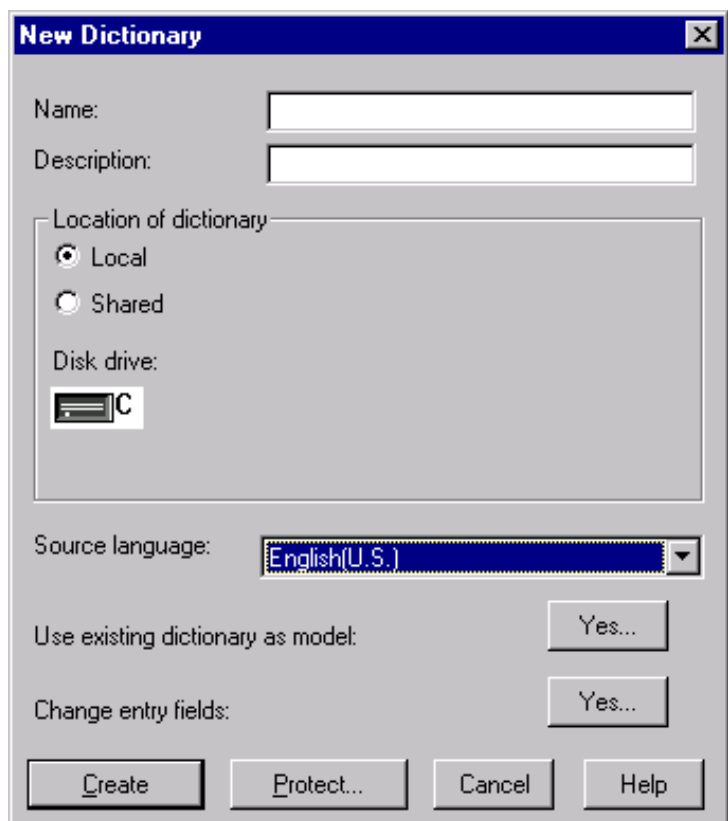 New Dictionary
Name:
Description:
Location of dictionary
Local
Shared
Disk drive:
C
Source language: English(U.S.)
Use existing dictionary as model: Yes...
Change entry fields: Yes...
Create Protect... Cancel Help